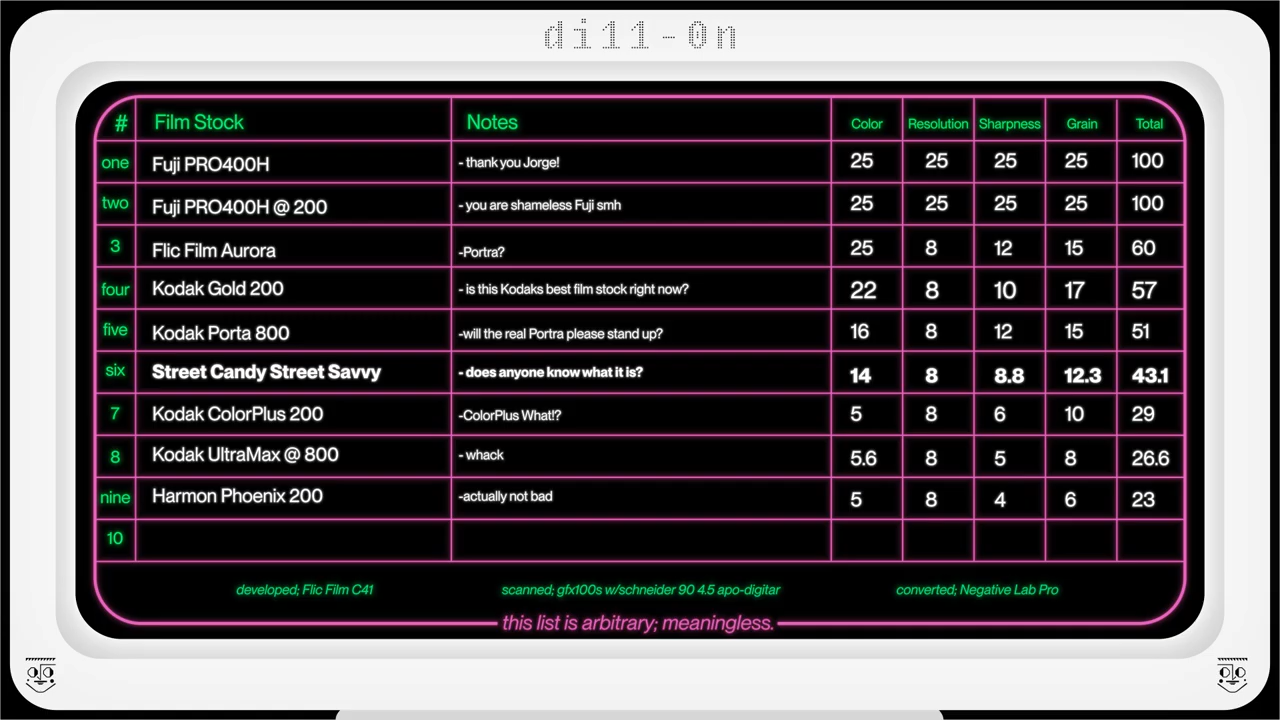 di11-0n
# Film Stock Notes Color Resolution Sharpness Grain Total
one Fuji PRO400H - thank you Jorge! 25 25 25 25 100
two Fuji PRO400H @ 200 - you are shameless Fuji smh 25 25 25 25 100
3 Flic Film Aurora -Portra? 25 8 12 15 60
four Kodak Gold 200 - is this Kodaks best film stock right now? 22 8 10 17 57
five Kodak Porta 800 -will the real Portra please stand up? 16 8 12 15 51
six Street Candy Street Savvy - does anyone know what it is? 14 8 8.8 12.3 43.1
7 Kodak ColorPlus 200 -ColorPlus What!? 5 8 6 10 29
8 Kodak UltraMax @ 800 - whack 5.6 8 5 8 26.6
nine Harmon Phoenix 200 -actually not bad 5 8 4 6 23
10
developed; Flic Film C41 scanned; gfx100s w/schneider 90 4.5 apo-digitar converted; Negative Lab Pro
this list is arbitrary; meaningless.